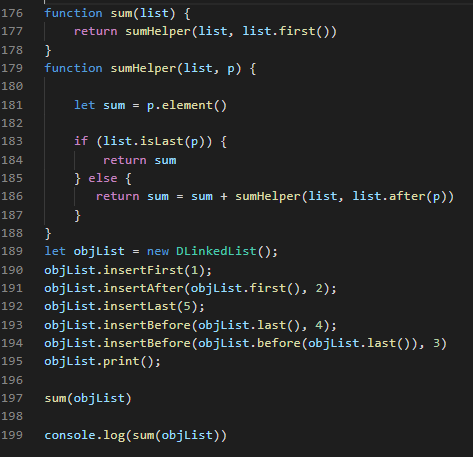 176 function sum(list) {
177     return sumHelper(list, list.first())
178 }
179 function sumHelper(list, p) {
180
181     let sum = p.element()
182
183     if (list.isLast(p)) {
184         return sum
185     } else {
186        return sum = sum + sumHelper(list, list.after(p))
187     }
188 }
189 let objList = new DLinkedList();
190 objList.insertFirst(1);
191 objList.insertAfter(objList.first(), 2);
192 objList.insertLast(5);
193 objList.insertBefore(objList.last(), 4);
194 objList.insertBefore(objList.before(objList.last()), 3)
195 objList.print();
196
197 sum(objList)
198
199 console.log(sum(objList))